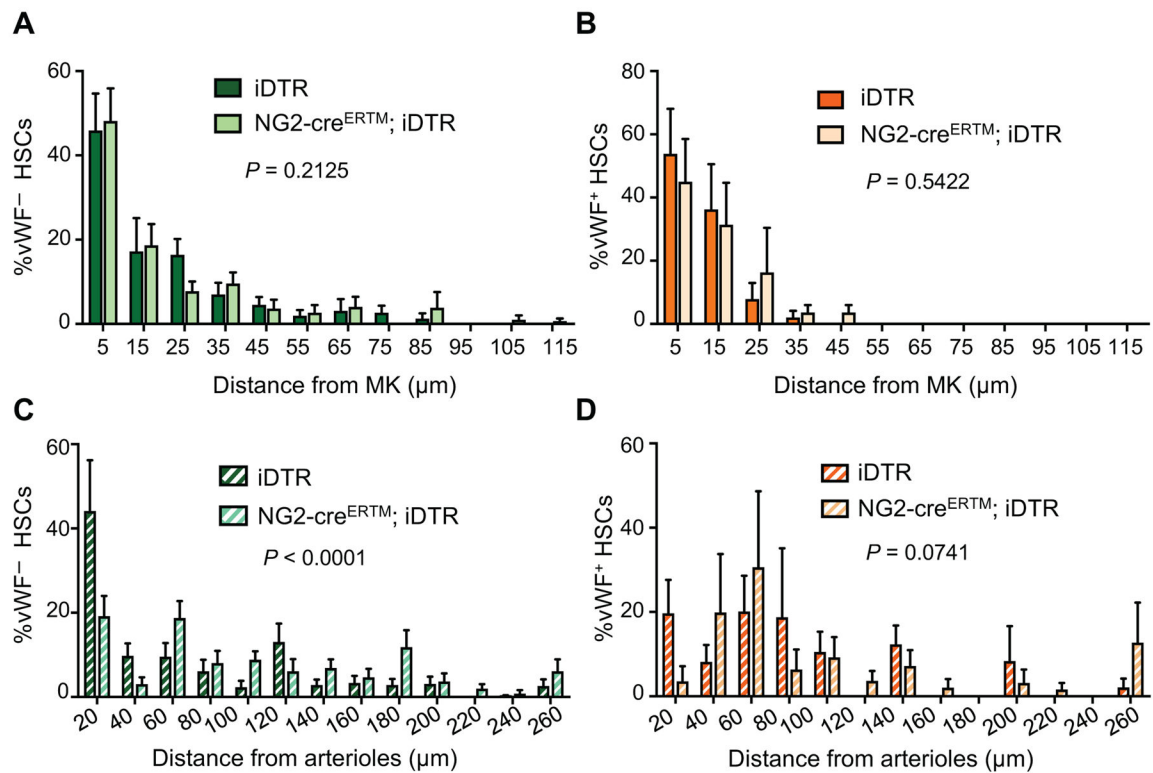 A
60
40
20
0
%vWF– HSCs
iDTR
NG2-creERTM; iDTR
P = 0.2125
5 15 25 35 45 55 65 75 85 95 105 115
Distance from MK (µm)
B
80
60
40
20
0
%vWF+ HSCs
iDTR
NG2-creERTM; iDTR
P = 0.5422
5 15 25 35 45 55 65 75 85 95 105 115
Distance from MK (µm)
C
60
40
20
0
%vWF– HSCs
iDTR
NG2-creERTM; iDTR
P < 0.0001
20 40 60 80 100 120 140 160 180 200 220 240 260
Distance from arterioles (µm)
D
60
40
20
0
%vWF+ HSCs
iDTR
NG2-creERTM; iDTR
P = 0.0741
20 40 60 80 100 120 140 160 180 200 220 240 260
Distance from arterioles (µm)